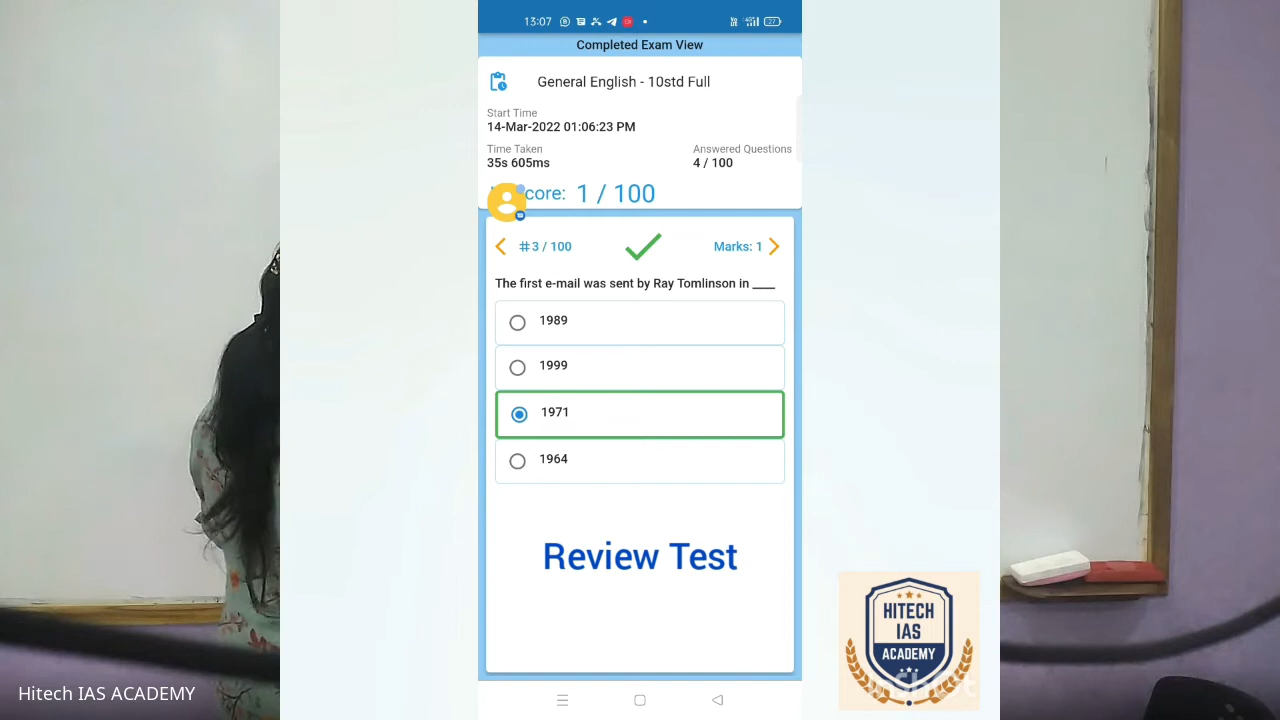 13:07
Completed Exam View
General English - 10std Full
Start Time
14-Mar-2022 01:06:23 PM
Time Taken
35s 605ms
Answered Questions
4 / 100
core: 1 / 100
#3 / 100
Marks: 1
The first e-mail was sent by Ray Tomlinson in ____
1989
1999
1971
1964
Review Test
HITECH
IAS
ACADEMY
Hitech IAS ACADEMY